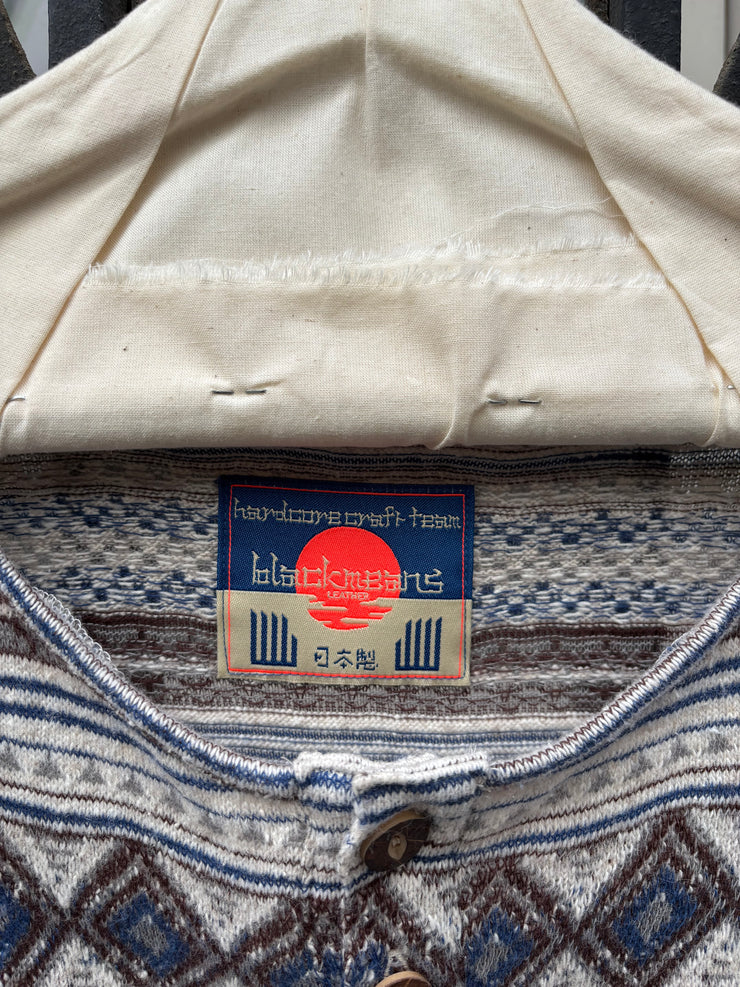 hardcore craft team
blackmeans
LEATHER
日本製